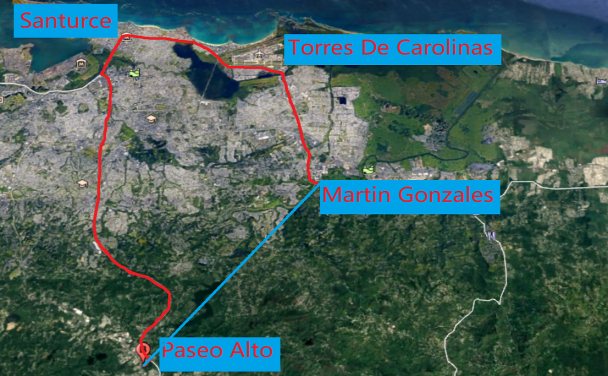 Santurce
Torres De Carolinas
Martin Gonzales
Paseo Alto